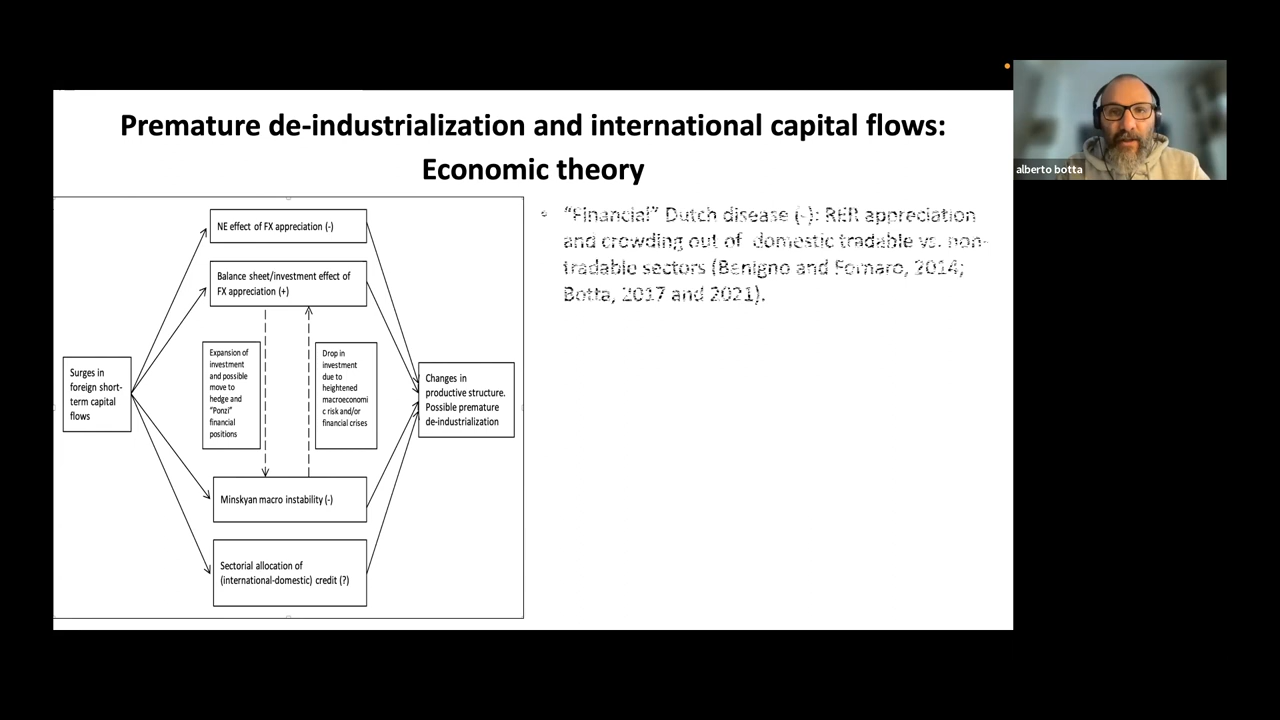 Premature de-industrialization and international capital flows:
Economic theory
NE effect of FX appreciation (-)
Balance sheet/investment effect of
FX appreciation (+)
Expansion of
investment
and possible
move to
hedge and
“Ponzi”
financial
positions
Drop in
investment
due to
heightened
macroeconomi
c risk and/or
financial crises
Surges in
foreign short-
term capital
flows
Changes in
productive structure.
Possible premature
de-industrialization
Minskyan macro instability (-)
Sectorial allocation of
(international-domestic) credit (?)
• “Financial” Dutch disease (-): RER appreciation
and crowding out of domestic tradable vs. non-
tradable sectors (Benigno and Fornaro, 2014;
Botta, 2017 and 2021).
alberto botta